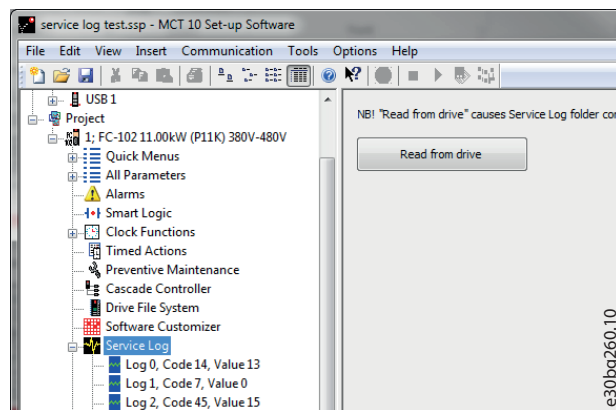 service log test.ssp - MCT 10 Set-up Software
File Edit View Insert Communication Tools Options Help
USB 1
Project
1; FC-102 11.00kW (P11K) 380V-480V
Quick Menus
All Parameters
Alarms
Smart Logic
Clock Functions
Timed Actions
Preventive Maintenance
Cascade Controller
Drive File System
Software Customizer
Service Log
Log 0, Code 14, Value 13
Log 1, Code 7, Value 0
Log 2, Code 45, Value 15
NB! "Read from drive" causes Service Log folder con
Read from drive
e30bq260.10